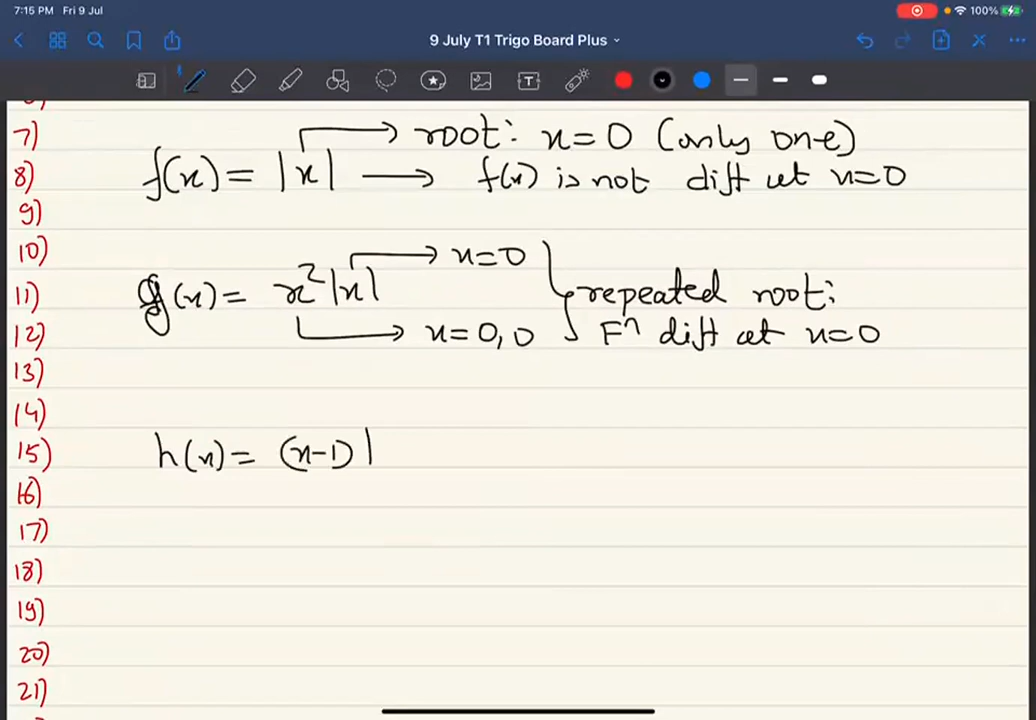 7:15 PM Fri 9 Jul
100%
9 July T1 Trigo Board Plus
7)
root: x=0 (only one)
8)
f(x) = |x| → f(x) is not diff at x=0
9)
10)
→ x=0
11)
g(x) = x²|x|
repeated root:
12)
→ x=0, 0
Fⁿ diff at x=0
13)
14)
15)
h(x) = (x-1) |
16)
17)
18)
19)
20)
21)